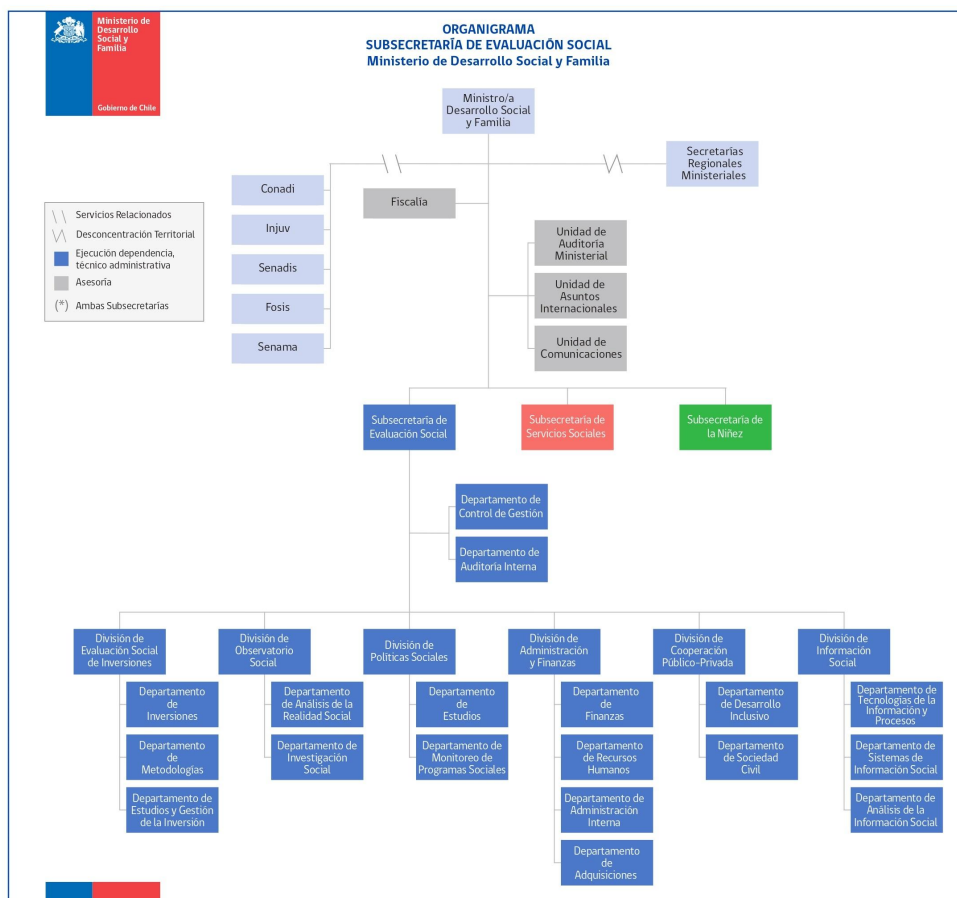 Ministerio de
Desarrollo
Social y
Familia
Gobierno de Chile
ORGANIGRAMA
SUBSECRETARÍA DE EVALUACIÓN SOCIAL
Ministerio de Desarrollo Social y Familia
Ministro/a
Desarrollo Social
y Familia
Secretarías
Regionales
Ministeriales
Conadi
Injuv
Senadis
Fosis
Senama
Fiscalía
Servicios Relacionados
Desconcentración Territorial
Ejecución dependencia,
técnico administrativa
Asesoría
(*) Ambas Subsecretarías
Unidad de
Auditoría
Ministerial
Unidad de
Asuntos
Internacionales
Unidad de
Comunicaciones
Subsecretaría de
Evaluación Social
Subsecretaría de
Servicios Sociales
Subsecretaría de
la Niñez
Departamento de
Control de Gestión
Departamento de
Auditoría Interna
División de
Evaluación Social
de Inversiones
Departamento
de
Inversiones
Departamento
de
Metodologías
Departamento de
Estudios y Gestión
de la Inversión
División de
Observatorio
Social
Departamento
de Análisis de la
Realidad Social
Departamento de
Investigación
Social
División de
Políticas Sociales
Departamento
de
Estudios
Departamento de
Monitoreo de
Programas Sociales
División de
Administración
y Finanzas
Departamento
de
Finanzas
Departamento
de Recursos
Humanos
Departamento de
Administración
Interna
Departamento
de
Adquisiciones
División de
Cooperación
Público-Privada
Departamento
de Desarrollo
Inclusivo
Departamento
de Sociedad
Civil
División de
Información
Social
Departamento de
Tecnologías de la
Información y
Procesos
Departamento de
Sistemas de
Información Social
Departamento de
Análisis de la
Información Social